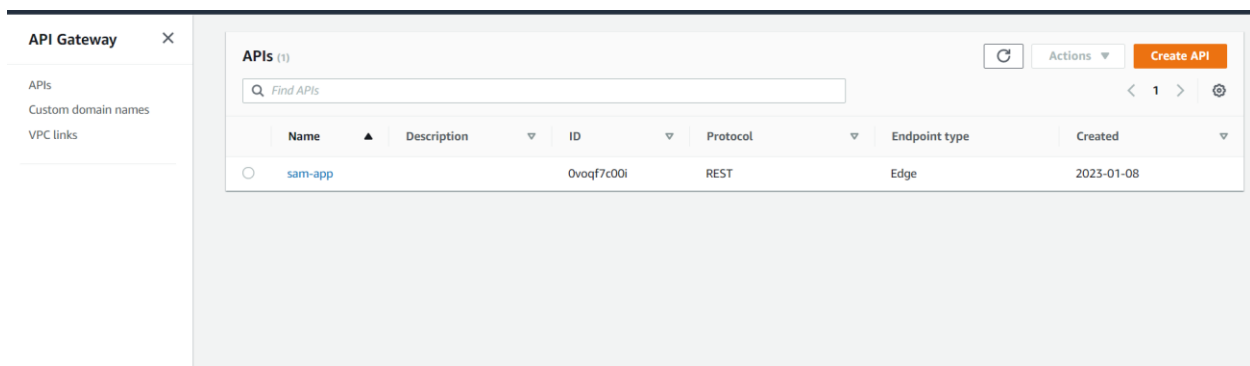 API Gateway
APIs
Custom domain names
VPC links
APIs (1)
Actions
Create API
Find APIs
1
Name Description ID Protocol Endpoint type Created
sam-app 0voqf7c00i REST Edge 2023-01-08